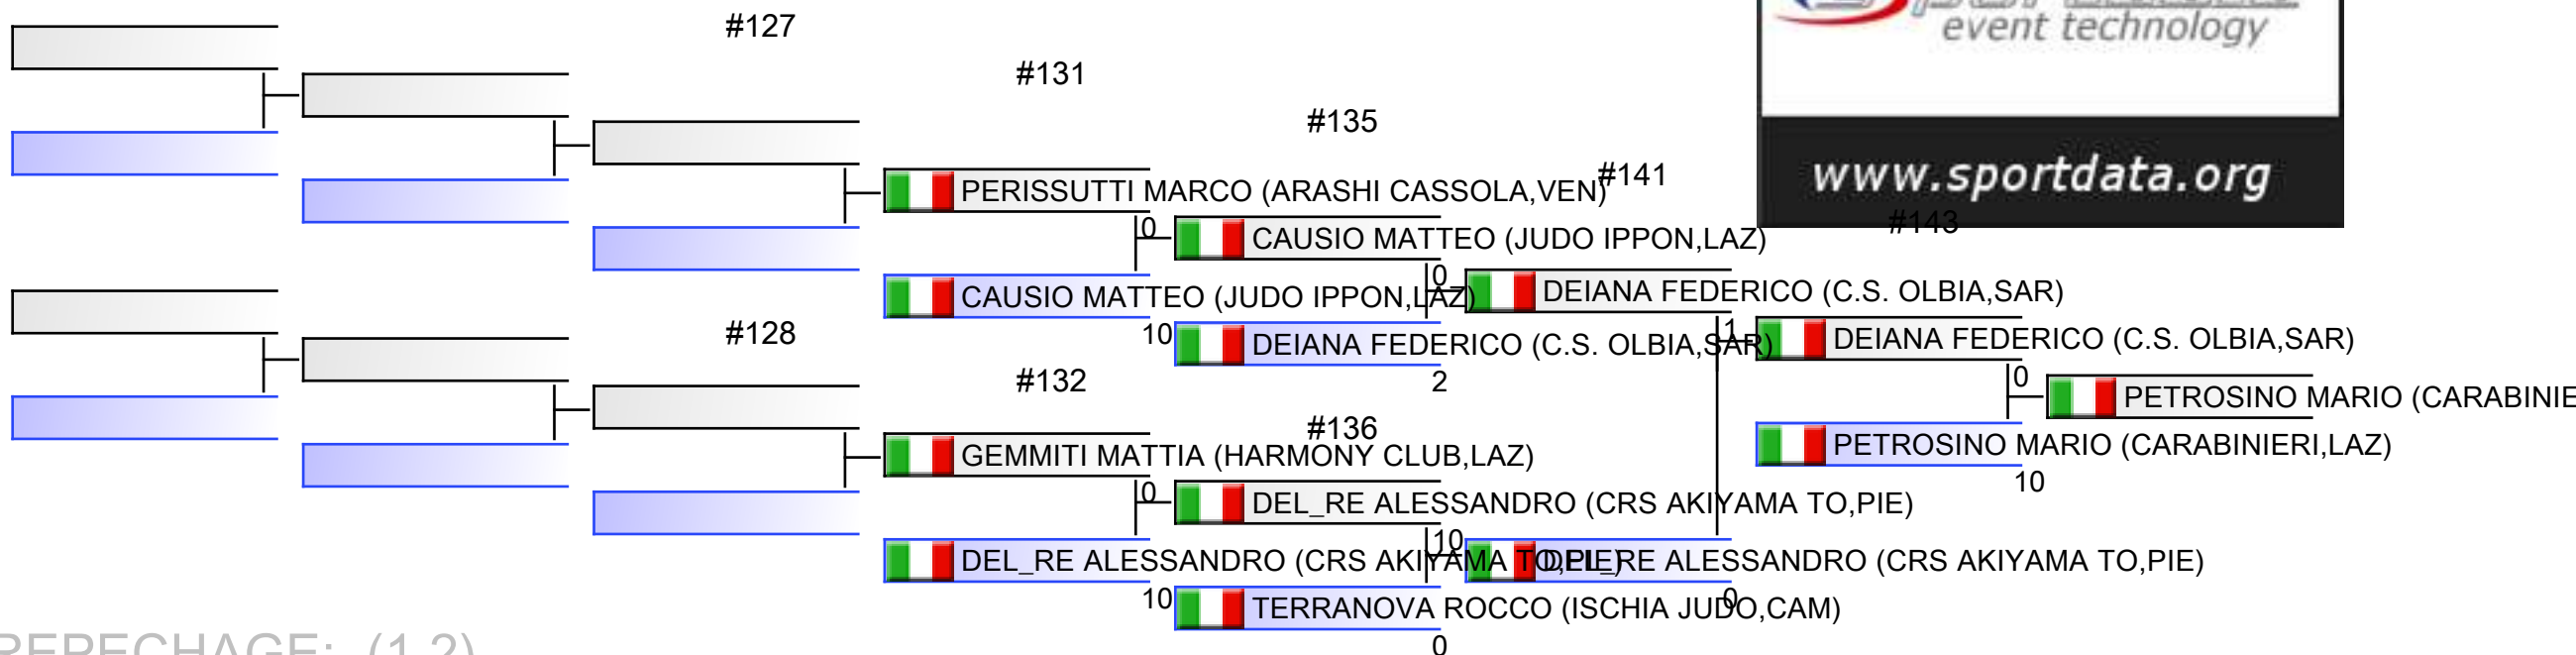 event technology
#127
#131
#135
www.sportdata.org
#141
PERISSUTTI MARCO (ARASHI CASSOLA,VEN)
#143
0
CAUSIO MATTEO (JUDO IPPON,LAZ)
0
DEIANA FEDERICO (C.S. OLBIA,SAR)
CAUSIO MATTEO (JUDO IPPON,LAZ)
10
#128
1
DEIANA FEDERICO (C.S. OLBIA,SAR)
DEIANA FEDERICO (C.S. OLBIA,SAR)
2
#132
0
PETROSINO MARIO (CARABINIE
#136
PETROSINO MARIO (CARABINIERI,LAZ)
10
GEMMITI MATTIA (HARMONY CLUB,LAZ)
0
DEL_RE ALESSANDRO (CRS AKIYAMA TO,PIE)
10
DEL_RE ALESSANDRO (CRS AKIYAMA TO,PIE)
DEL_RE ALESSANDRO (CRS AKIYAMA TO,PIE)
10
0
TERRANOVA ROCCO (ISCHIA JUDO,CAM)
0
REPECHAGE: (1,2)